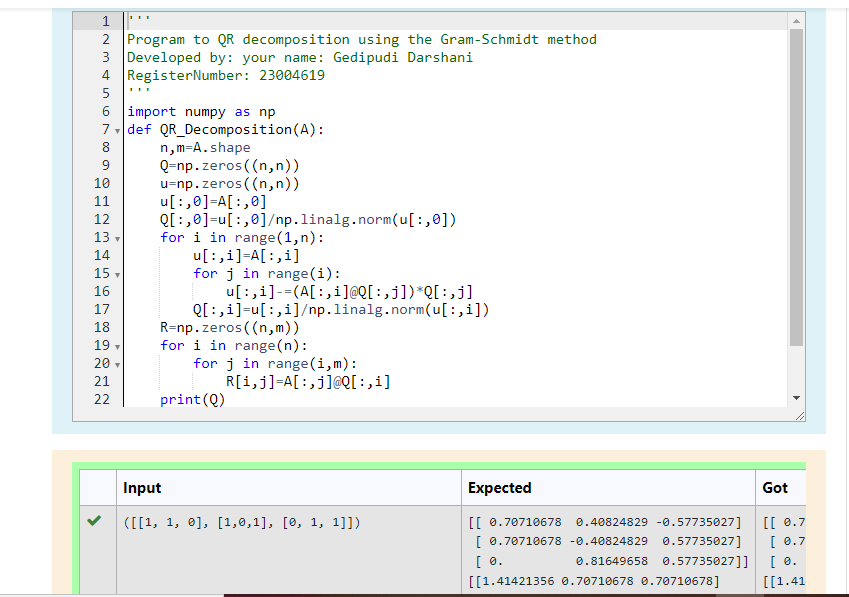 1 '''
2 Program to QR decomposition using the Gram-Schmidt method
3 Developed by: your name: Gedipudi Darshani
4 RegisterNumber: 23004619
5 '''
6 import numpy as np
7 def QR_Decomposition(A):
8     n,m=A.shape
9     Q=np.zeros((n,n))
10     u=np.zeros((n,n))
11     u[:,0]=A[:,0]
12     Q[:,0]=u[:,0]/np.linalg.norm(u[:,0])
13     for i in range(1,n):
14         u[:,i]=A[:,i]
15         for j in range(i):
16             u[:,i]-=(A[:,i]@Q[:,j])*Q[:,j]
17         Q[:,i]=u[:,i]/np.linalg.norm(u[:,i])
18     R=np.zeros((n,m))
19     for i in range(n):
20         for j in range(i,m):
21             R[i,j]=A[:,j]@Q[:,i]
22     print(Q)
Input Expected Got
([[1, 1, 0], [1,0,1], [0, 1, 1]]) [[ 0.70710678  0.40824829 -0.57735027] [[ 0.7
[ 0.70710678 -0.40824829  0.57735027] [ 0.7
[ 0.          0.81649658  0.57735027]] [ 0.
[[1.41421356 0.70710678 0.70710678] [[1.41